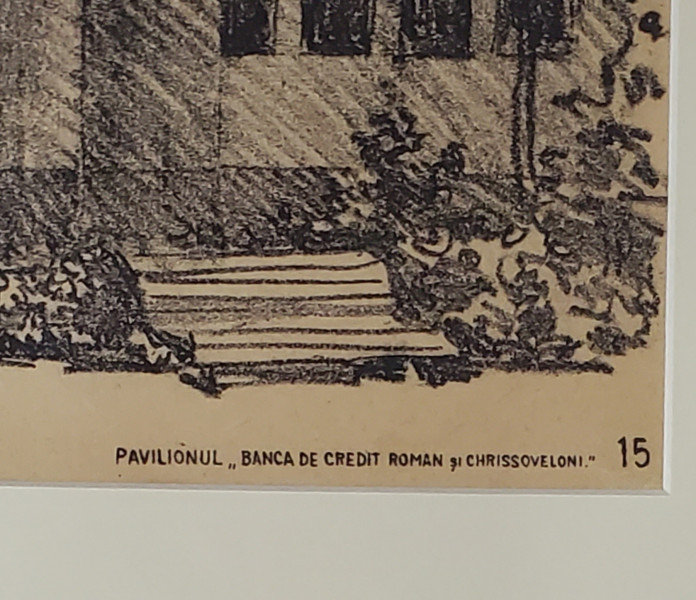 PAVILIONUL „BANCA DE CREDIT ROMAN şi CHRISSOVELONI." 15